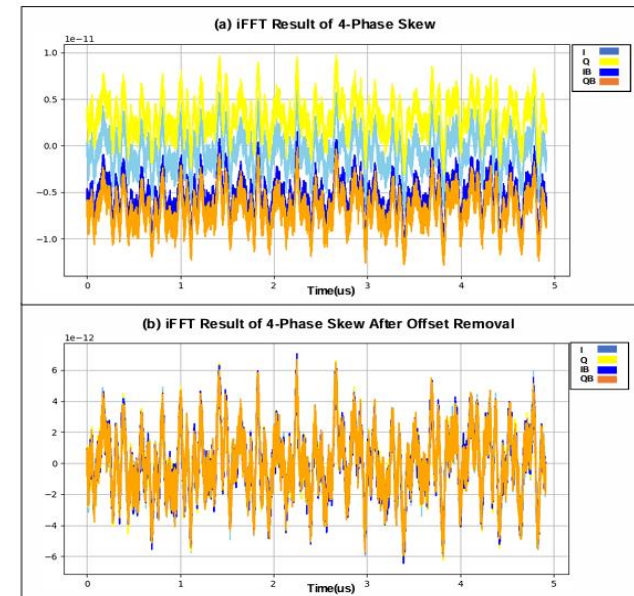 (a) iFFT Result of 4-Phase Skew
1e−11
I
Q
IB
QB
1.0
0.5
0.0
−0.5
−1.0
0 1 2 3 4 5
Time(us)
(b) iFFT Result of 4-Phase Skew After Offset Removal
1e−12
I
Q
IB
QB
6
4
2
0
−2
−4
−6
0 1 2 3 4 5
Time(us)